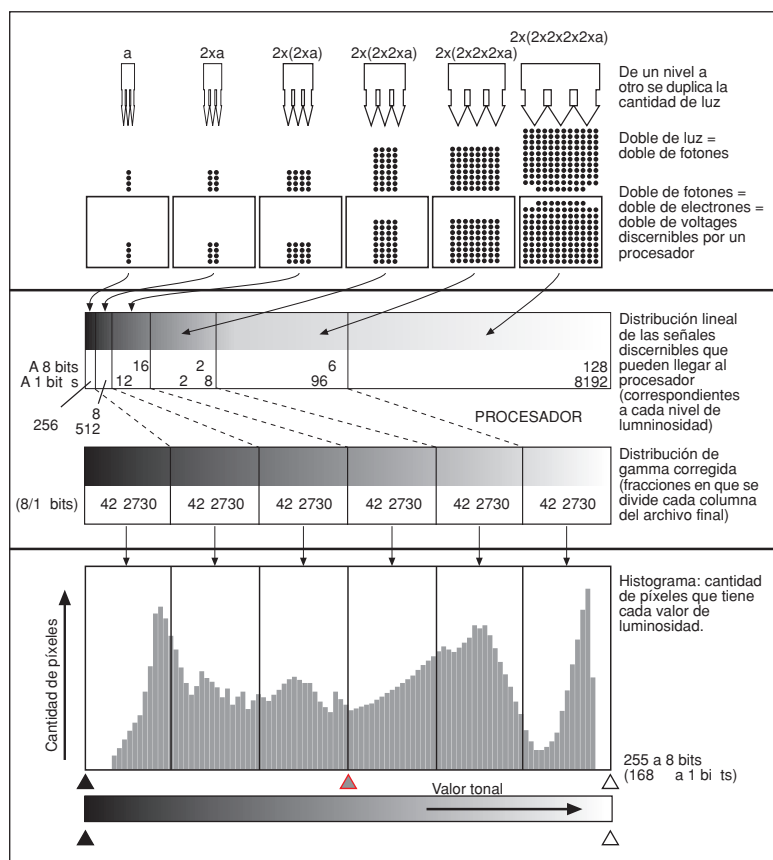 a
2xa
2x(2xa)
2x(2x2xa)
2x(2x2x2xa)
2x(2x2x2x2xa)
De un nivel a
otro se duplica la
cantidad de luz
Doble de luz =
doble de fotones
Doble de fotones =
doble de electrones =
doble de voltages
discernibles por un
procesador
Distribución lineal
de las señales
discernibles que
pueden llegar al
procesador
(correspondientes
a cada nivel de
lumninosidad)
A 8 bits 16 2 6 128
A 1 bit s 12 2 8 96 8192
256 8
512
PROCESADOR
Distribución de
gamma corregida
(fracciones en que se
divide cada columna
del archivo final)
(8/1 bits) 42 2730 42 2730 42 2730 42 2730 42 2730 42 2730
Histograma: cantidad
de píxeles que tiene
cada valor de
luminosidad.
Cantidad de píxeles
255 a 8 bits
(168 a 1 bi ts)
Valor tonal